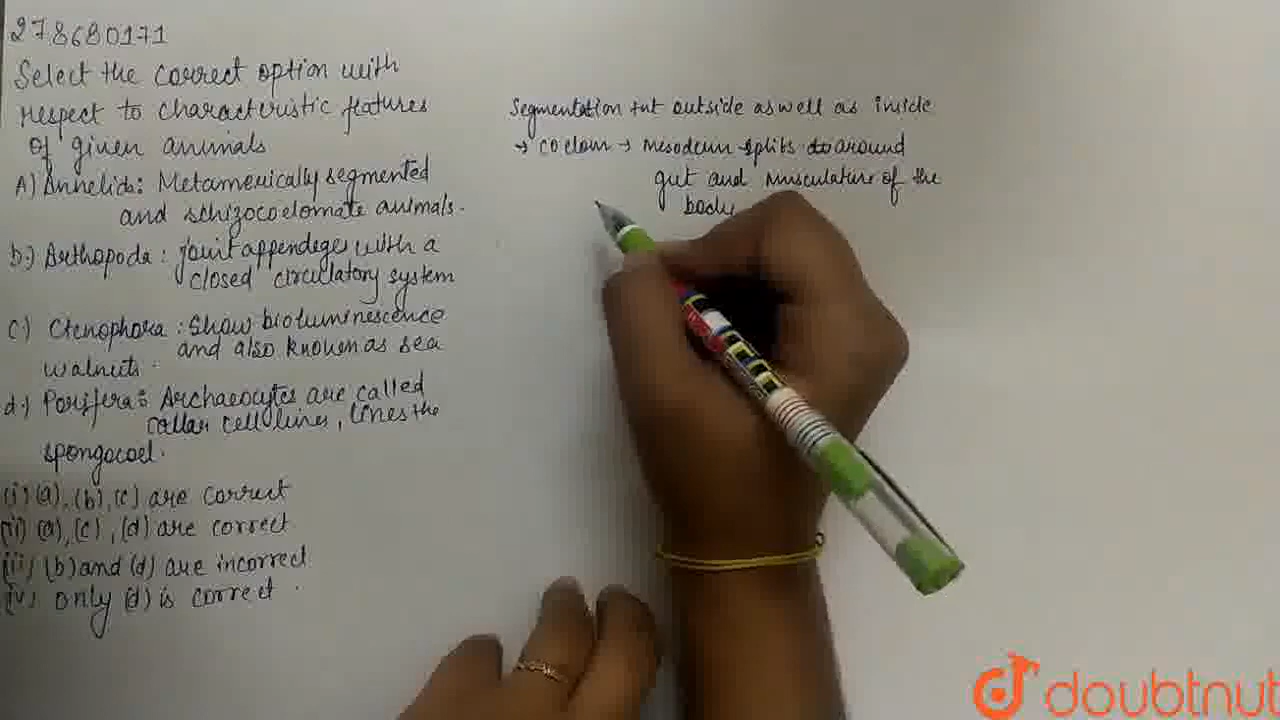 278680171
Select the correct option with
respect to characteristic features
of given animals
A) Annelids: Metamerically segmented
and schizocoelomate animals.
b.) Arthopoda: joint appendeges with a
closed circulatory system
c) Ctenophora: Show bioluminescence
and also known as sea
walnuts.
d.) Porifera: Archaeocytes are called
collar cell lines, lines the
spongocoel.
(i) (a), (b), (c) are correct
(ii) (a), (c), (d) are correct
(iii) (b) and (d) are incorrect
(iv) only (d) is correct.
Segmentation +nt outside as well as inside
→ coelom → Mesoderm splits around
gut and musculature of the
body
doubtnut